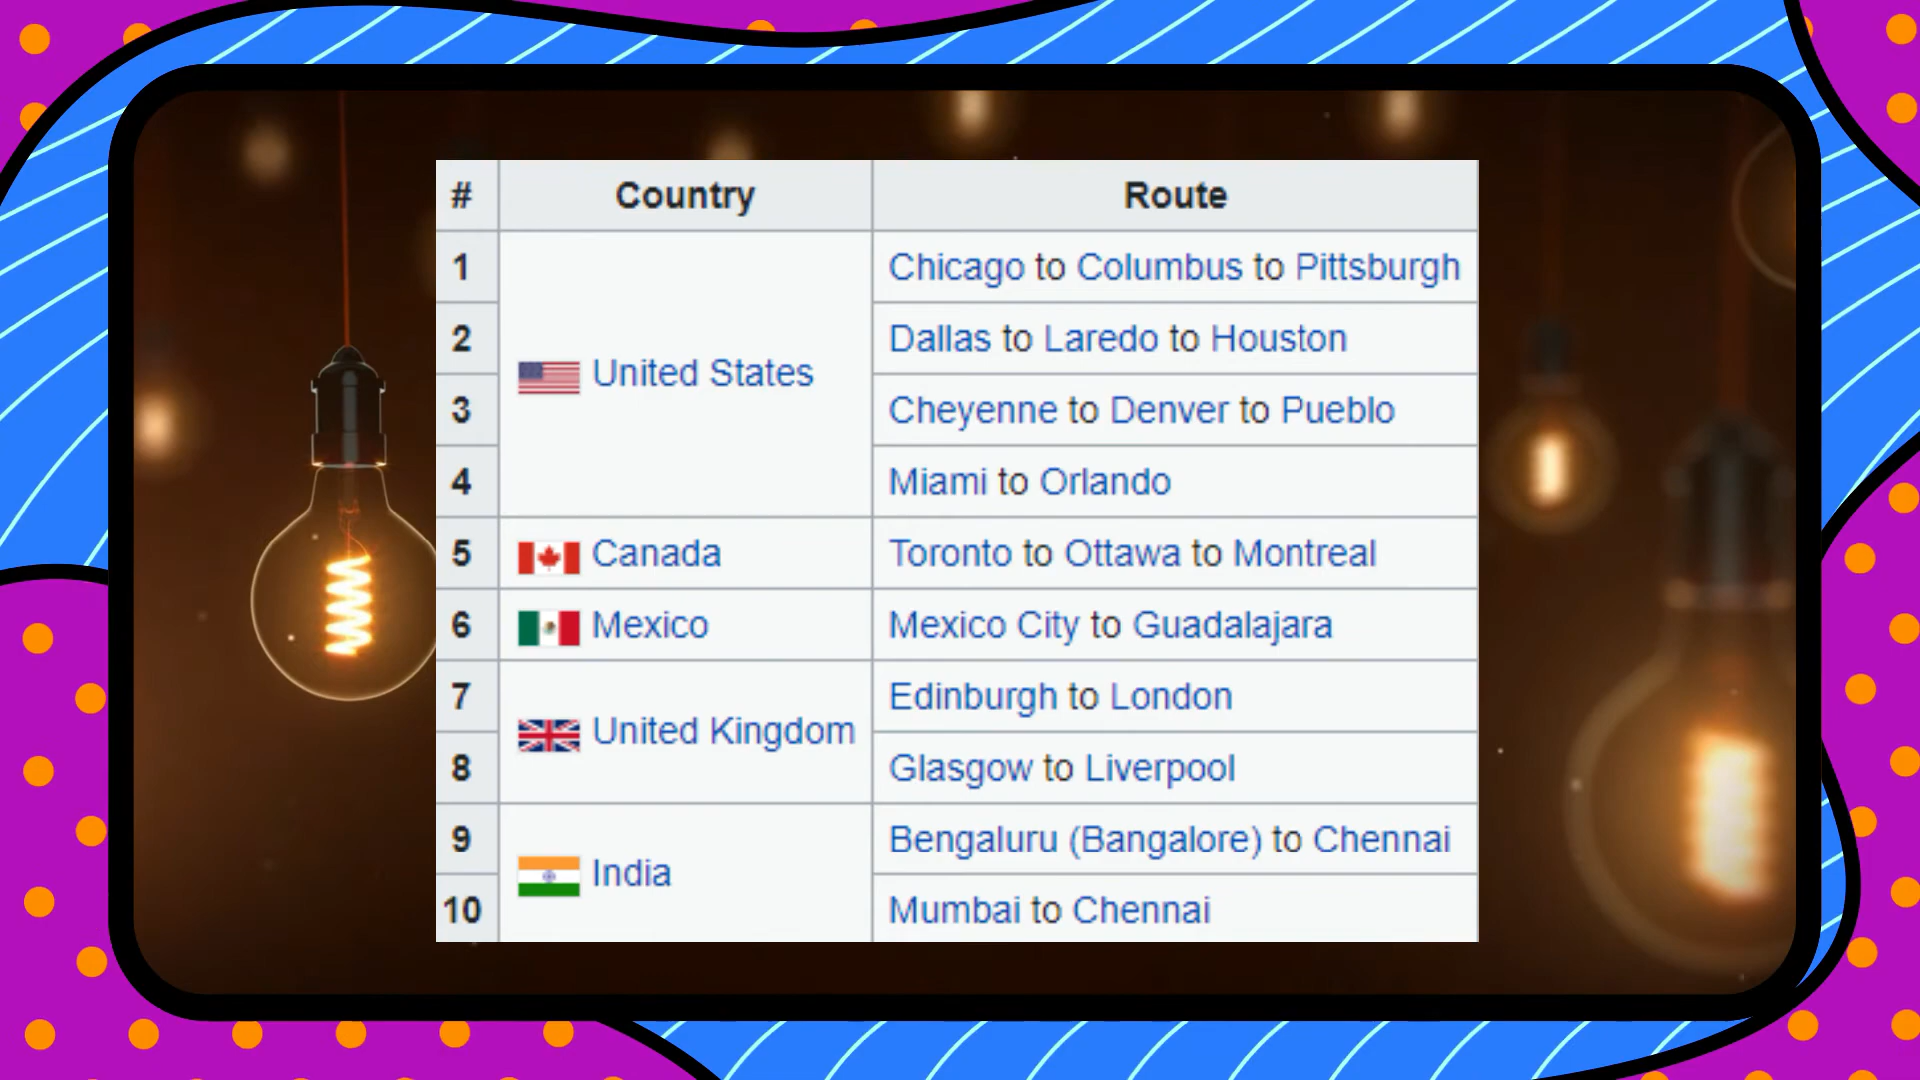 # Country Route
1 United States Chicago to Columbus to Pittsburgh
2 Dallas to Laredo to Houston
3 Cheyenne to Denver to Pueblo
4 Miami to Orlando
5 Canada Toronto to Ottawa to Montreal
6 Mexico Mexico City to Guadalajara
7 United Kingdom Edinburgh to London
8 Glasgow to Liverpool
9 India Bengaluru (Bangalore) to Chennai
10 Mumbai to Chennai